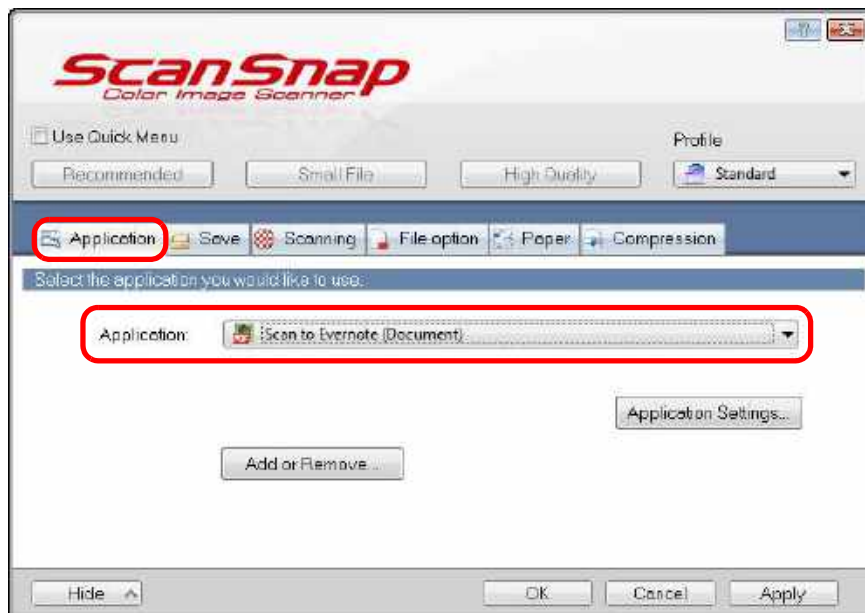 ScanSnap
Color Image Scanner
Use Quick Menu
Profile
Recommended Small File High Quality Standard
Application Save Scanning File option Paper Compression
Select the application you would like to use.
Application: Scan to Evernote (Document)
Application Settings...
Add or Remove...
Hide OK Cancel Apply